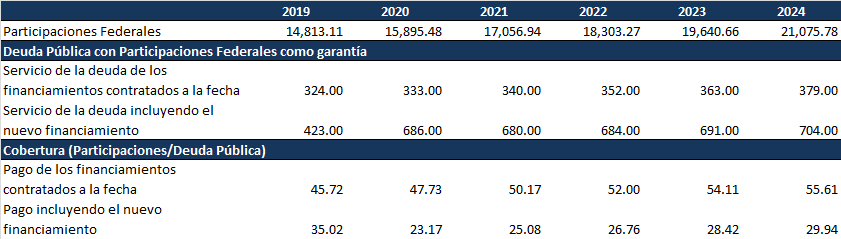 2019 2020 2021 2022 2023 2024
Participaciones Federales 14,813.11 15,895.48 17,056.94 18,303.27 19,640.66 21,075.78
Deuda Pública con Participaciones Federales como garantía
Servicio de la deuda de los
financiamientos contratados a la fecha 324.00 333.00 340.00 352.00 363.00 379.00
Servicio de la deuda incluyendo el
nuevo financiamiento 423.00 686.00 680.00 684.00 691.00 704.00
Cobertura (Participaciones/Deuda Pública)
Pago de los financiamientos
contratados a la fecha 45.72 47.73 50.17 52.00 54.11 55.61
Pago incluyendo el nuevo
financiamiento 35.02 23.17 25.08 26.76 28.42 29.94